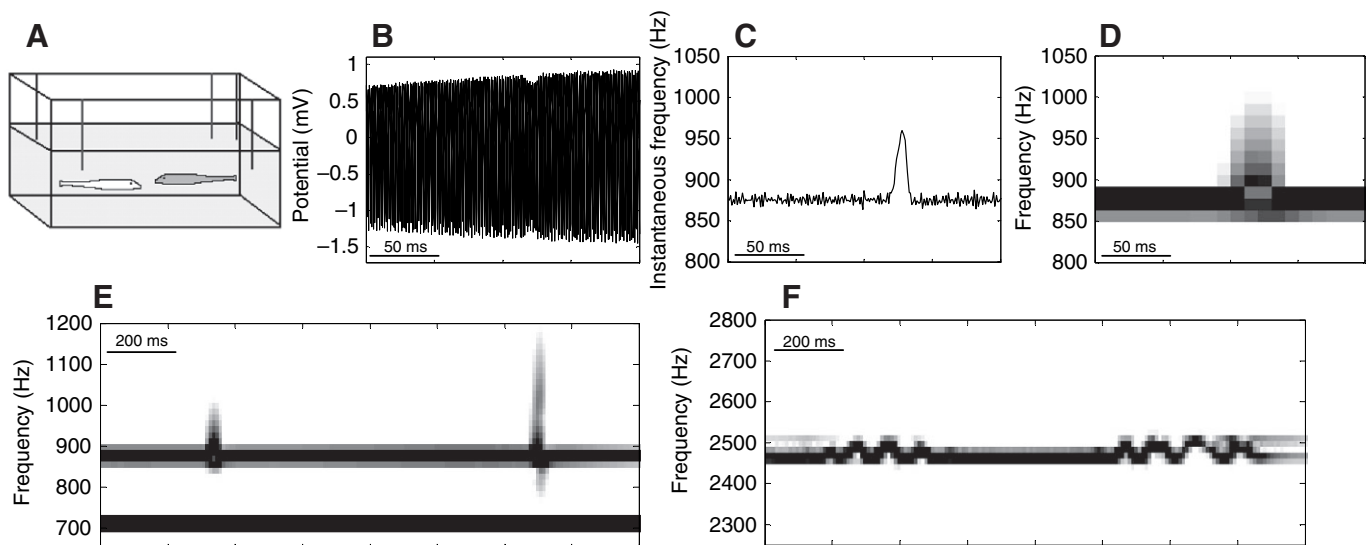 A
B
Potential (mV)
1
0.5
0
−0.5
−1
−1.5
50 ms
C
Instantaneous frequency (Hz)
1050
1000
950
900
850
800
50 ms
D
Frequency (Hz)
1050
1000
950
900
850
800
50 ms
E
Frequency (Hz)
1200
1100
1000
900
800
700
200 ms
F
Frequency (Hz)
2800
2700
2600
2500
2400
2300
200 ms